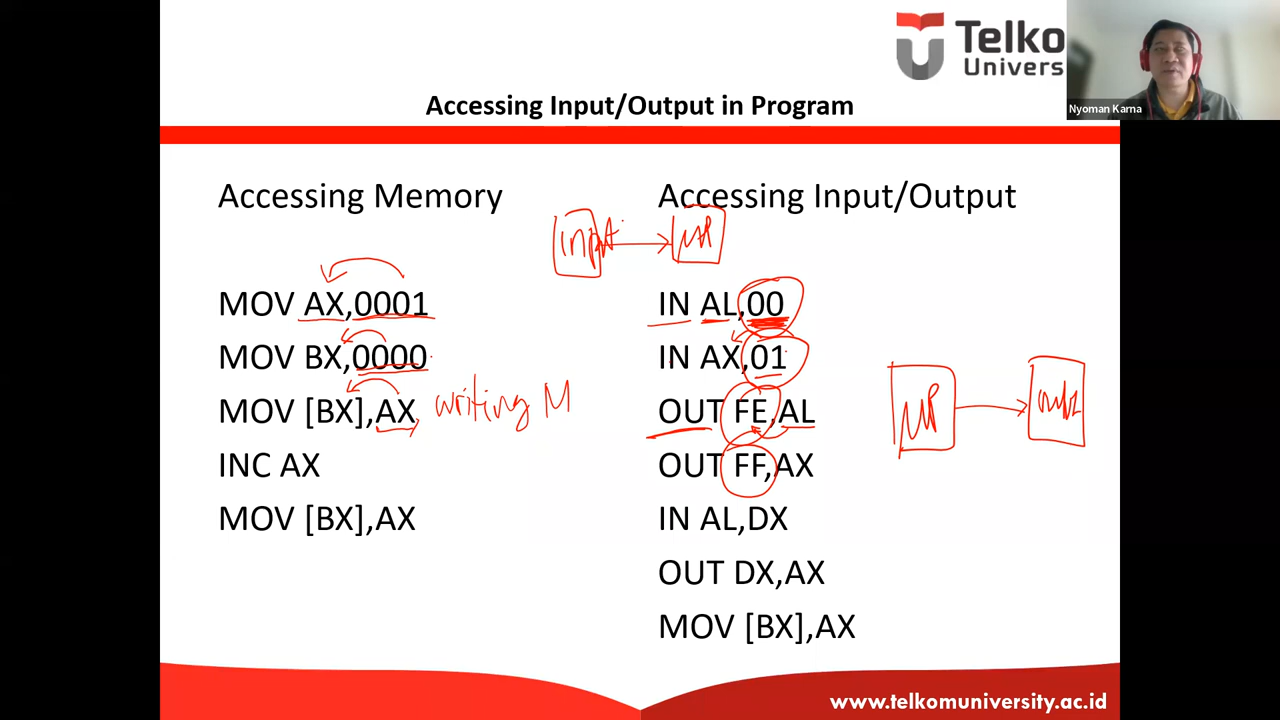 Telko
Univers
Nyoman Karna
Accessing Input/Output in Program
Accessing Memory
Accessing Input/Output
input
μP
MOV AX,0001
MOV BX,0000
MOV [BX],AX
writing M
INC AX
MOV [BX],AX
IN AL,00
IN AX,01
OUT FE,AL
OUT FF,AX
IN AL,DX
OUT DX,AX
MOV [BX],AX
μP
www.telkomuniversity.ac.id